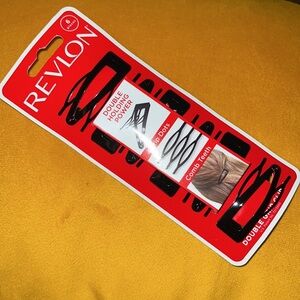 REVLON
DOUBLE
HOLDING
POWER
Comb Teeth
DOUBLE